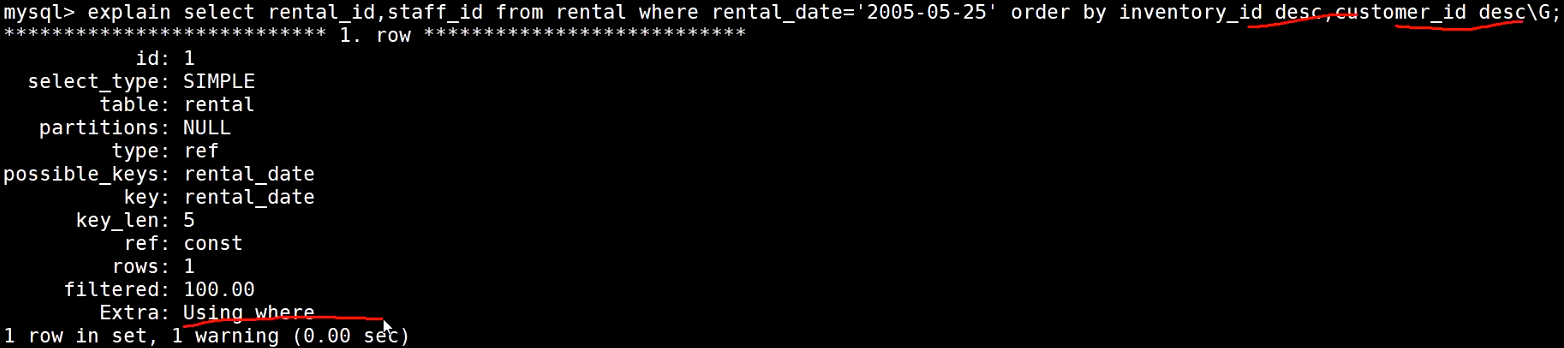 mysql> explain select rental_id,staff_id from rental where rental_date='2005-05-25' order by inventory_id desc,customer_id desc\G;
*************************** 1. row ***************************
id: 1
select_type: SIMPLE
table: rental
partitions: NULL
type: ref
possible_keys: rental_date
key: rental_date
key_len: 5
ref: const
rows: 1
filtered: 100.00
Extra: Using where
1 row in set, 1 warning (0.00 sec)